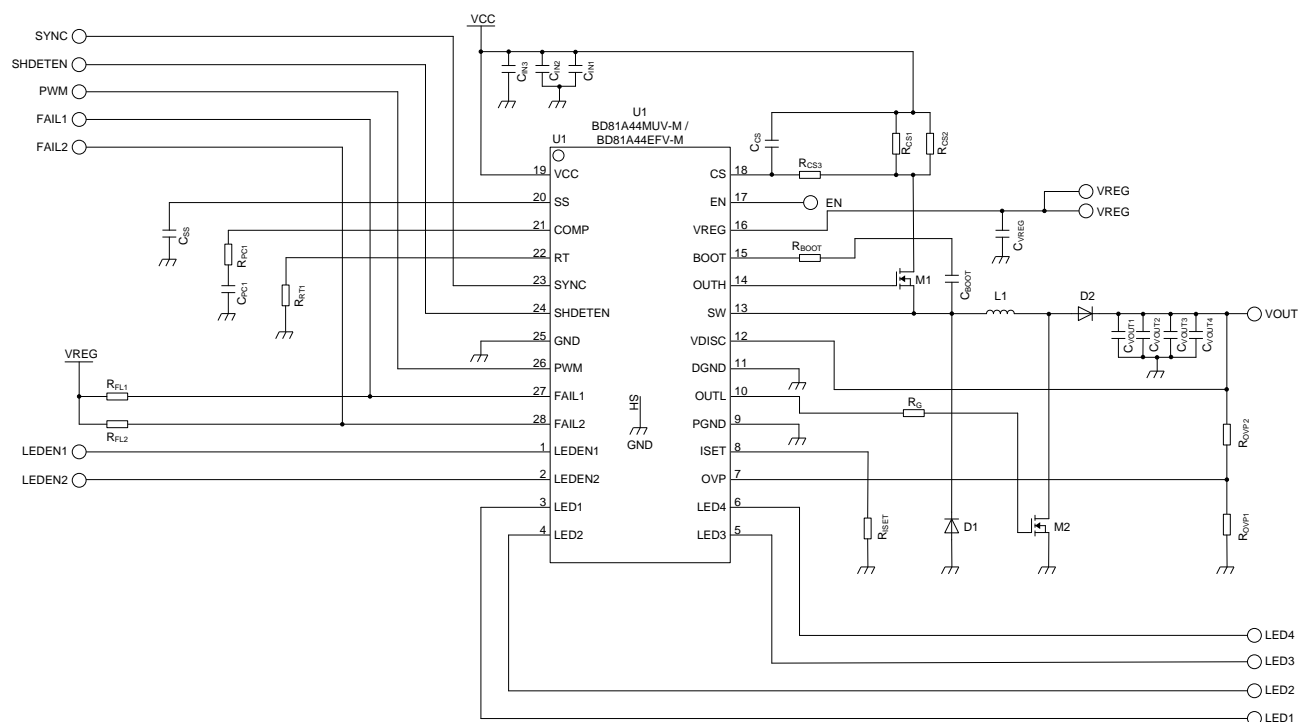 VCC
SYNC
SHDETEN
PWM
FAIL1
FAIL2
CIN3
CIN2
CIN1
U1
BD81A44MUV-M /
BD81A44EFV-M
U1
CCS
RCS1
RCS2
RCS3
19 VCC
20 SS
21 COMP
22 RT
23 SYNC
24 SHDETEN
25 GND
26 PWM
27 FAIL1
28 FAIL2
1 LEDEN1
2 LEDEN2
3 LED1
4 LED2
CS 18
EN 17
VREG 16
BOOT 15
OUTH 14
SW 13
VDISC 12
DGND 11
OUTL 10
PGND 9
ISET 8
OVP 7
LED4 6
LED3 5
SH
GND
EN
VREG
VREG
CVREG
RBOOT
CBOOT
M1
L1
D2
CVOUT1
CVOUT2
CVOUT3
CVOUT4
VOUT
CSS
RPC1
CPC1
RRT1
VREG
RFL1
RFL2
LEDEN1
LEDEN2
RG
ROVP2
ROVP1
RISET
D1
M2
LED4
LED3
LED2
LED1